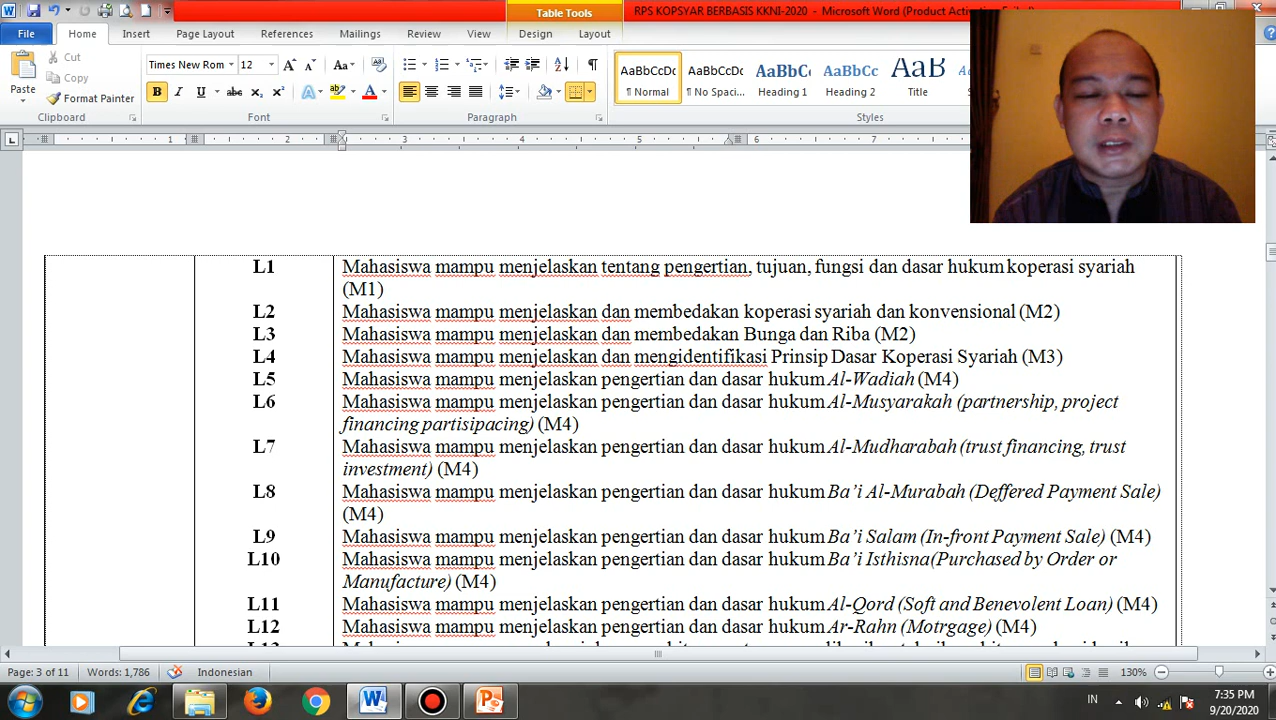 Table Tools
RPS KOPSYAR BERBASIS KKNI-2020 - Microsoft Word (Product Activation
File
Home
Insert
Page Layout
References
Mailings
Review
View
Design
Layout
Paste
Cut
Copy
Format Painter
Clipboard
Times New Rom
12
Font
Paragraph
AaBbCcDc
¶ Normal
AaBbCcDc
¶ No Spaci...
AaBbC
Heading 1
AaBbCc
Heading 2
AaB
Title
Styles
1
2
3
4
5
6
7
L1 Mahasiswa mampu menjelaskan tentang pengertian, tujuan, fungsi dan dasar hukum koperasi syariah
(M1)
L2 Mahasiswa mampu menjelaskan dan membedakan koperasi syariah dan konvensional (M2)
L3 Mahasiswa mampu menjelaskan dan membedakan Bunga dan Riba (M2)
L4 Mahasiswa mampu menjelaskan dan mengidentifikasi Prinsip Dasar Koperasi Syariah (M3)
L5 Mahasiswa mampu menjelaskan pengertian dan dasar hukum Al-Wadiah (M4)
L6 Mahasiswa mampu menjelaskan pengertian dan dasar hukum Al-Musyarakah (partnership, project
financing partisipacing) (M4)
L7 Mahasiswa mampu menjelaskan pengertian dan dasar hukum Al-Mudharabah (trust financing, trust
investment) (M4)
L8 Mahasiswa mampu menjelaskan pengertian dan dasar hukum Ba’i Al-Murabah (Deffered Payment Sale)
(M4)
L9 Mahasiswa mampu menjelaskan pengertian dan dasar hukum Ba’i Salam (In-front Payment Sale) (M4)
L10 Mahasiswa mampu menjelaskan pengertian dan dasar hukum Ba’i Isthisna(Purchased by Order or
Manufacture) (M4)
L11 Mahasiswa mampu menjelaskan pengertian dan dasar hukum Al-Qord (Soft and Benevolent Loan) (M4)
L12 Mahasiswa mampu menjelaskan pengertian dan dasar hukum Ar-Rahn (Motrgage) (M4)
Page: 3 of 11
Words: 1,786
Indonesian
130%
IN
7:35 PM
9/20/2020